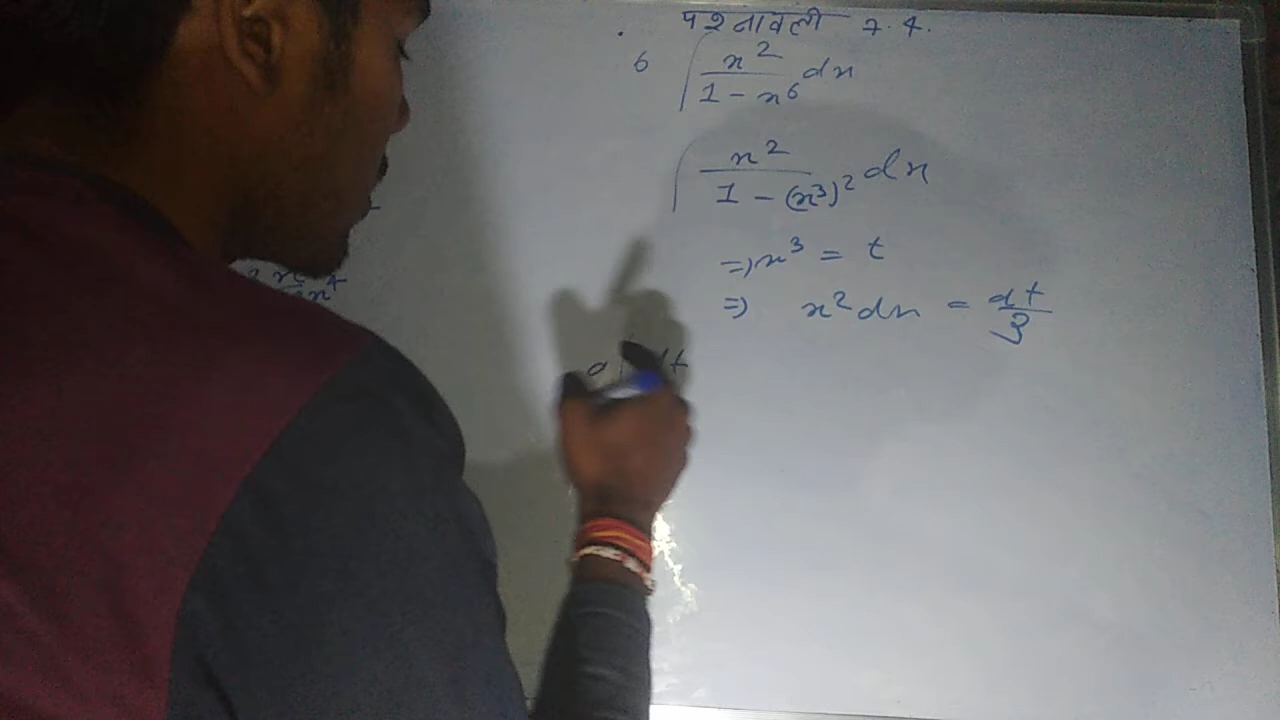 प्रश्नावली 7.4.
6 ∫ x² / 1 - x⁶ dx
∫ x² / 1 - (x³)² dx
=> x³ = t
=> x² dx = dt / 3